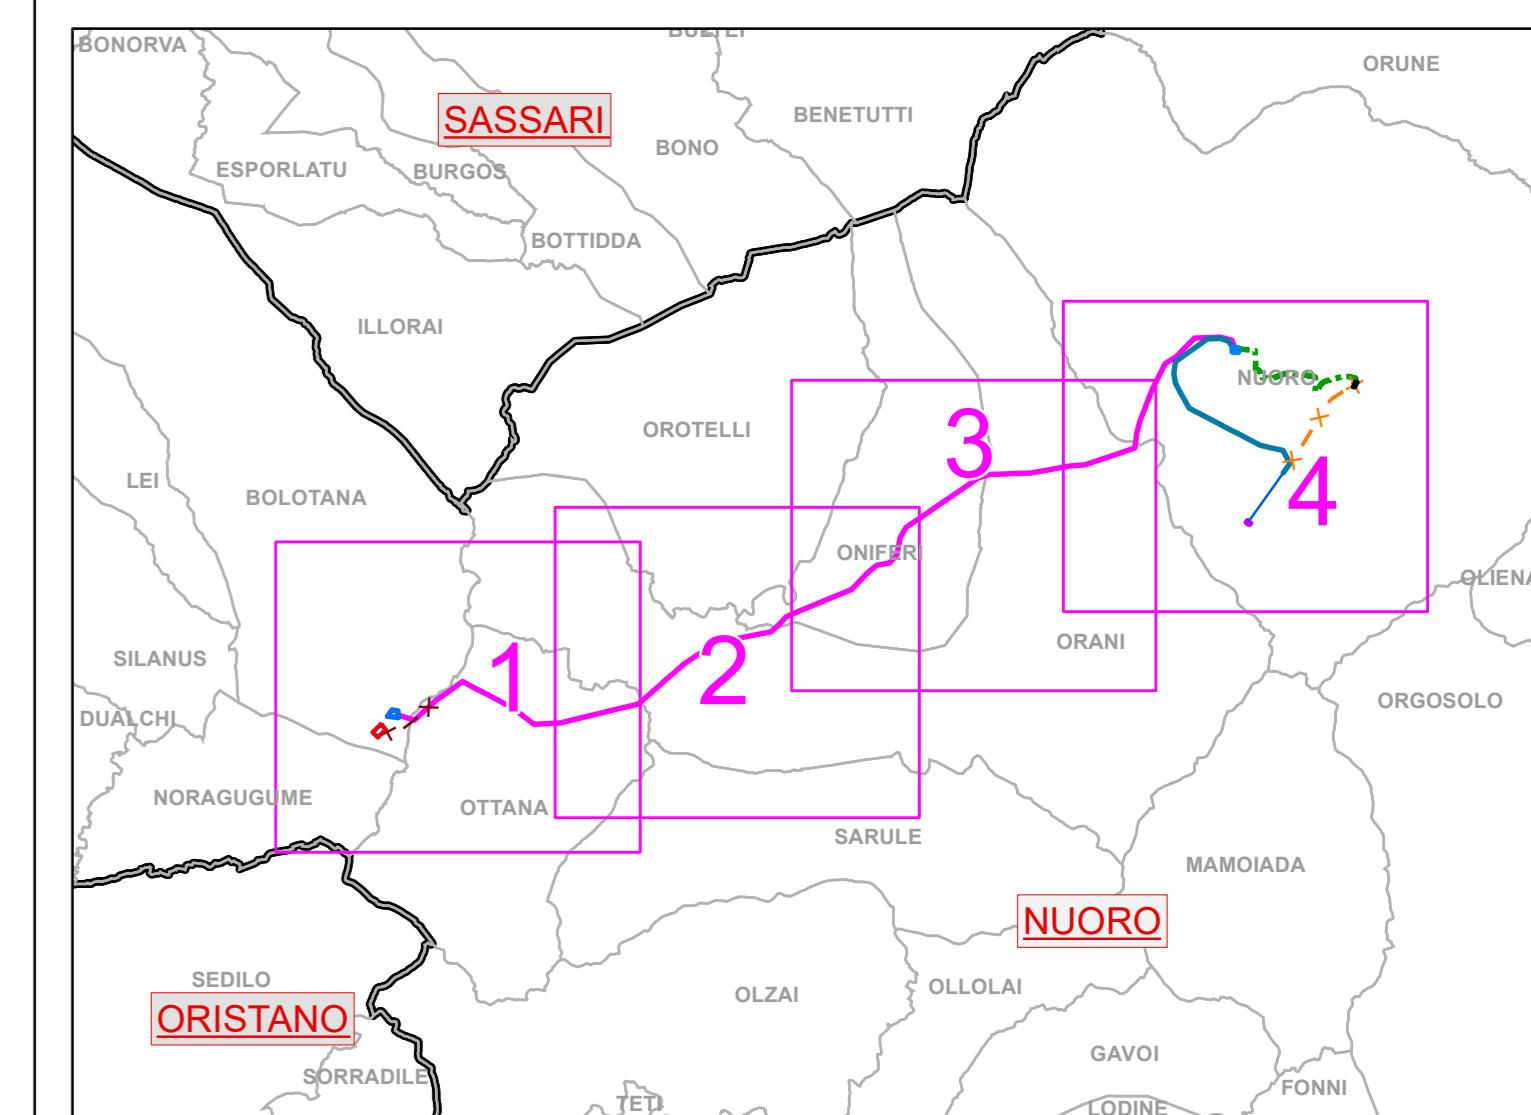 BONORVA
ORUNE
SASSARI
BENETUTTI
BONO
ESPORLATU
BURGOS
BOTTIDDA
ILLORAI
NUORO
OROTELLI
3
LEI
BOLOTANA
4
ONIFERI
ORANI
SILANUS
1
2
ORGOSOLO
DUALCHI
NORAGUGUME
OTTANA
SARULE
MAMOIADA
NUORO
SEDILO
OLZAI
OLLOLAI
ORISTANO
GAVOI
SORRADILE
FONNI
TETI
LODINE